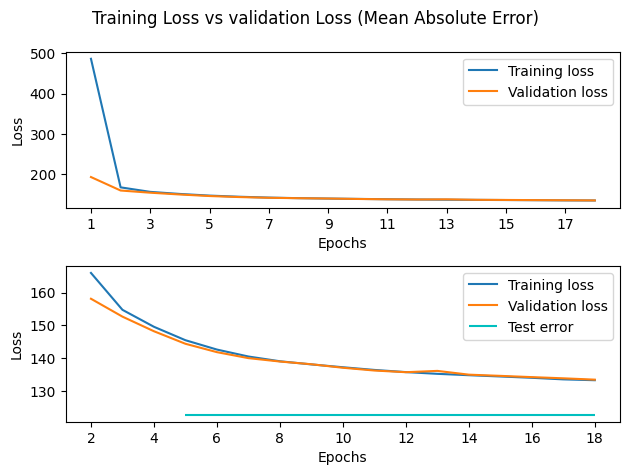 Training Loss vs validation Loss (Mean Absolute Error)
500
400
300
200
Loss
Training loss
Validation loss
1 3 5 7 9 11 13 15 17
Epochs
160
150
140
130
Loss
Training loss
Validation loss
Test error
2 4 6 8 10 12 14 16 18
Epochs